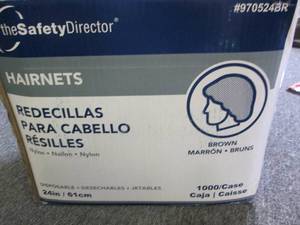 #970524BR
theSafetyDirector®
HAIRNETS
REDECILLAS
PARA CABELLO
RÉSILLES
Nylon • Nailon • Nylon
BROWN
MARRÓN • BRUNS
DISPOSABLE • DESECHABLES • JETABLES
24in / 61cm
1000/Case
Caja | Caisse